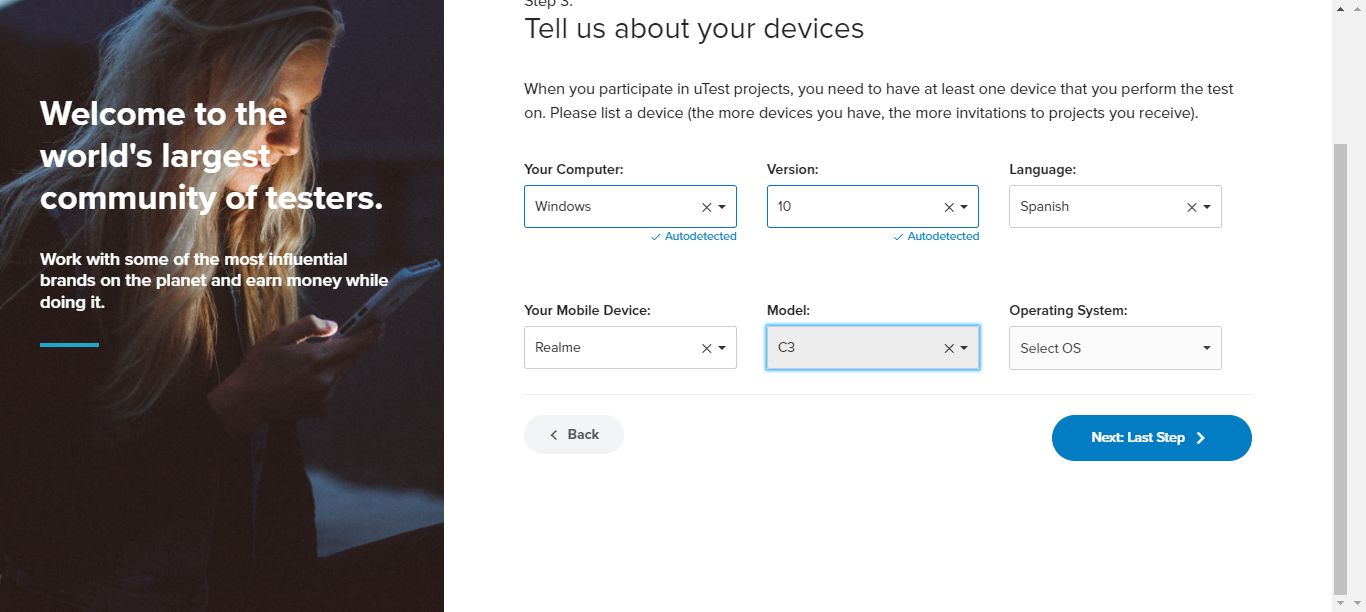 Step 3:
Tell us about your devices
Welcome to the
world's largest
community of testers.
Work with some of the most influential
brands on the planet and earn money while
doing it.
When you participate in uTest projects, you need to have at least one device that you perform the test
on. Please list a device (the more devices you have, the more invitations to projects you receive).
Your Computer:
Version:
Language:
Windows
10
Spanish
Autodetected
Autodetected
Your Mobile Device:
Model:
Operating System:
Realme
C3
Select OS
Back
Next: Last Step